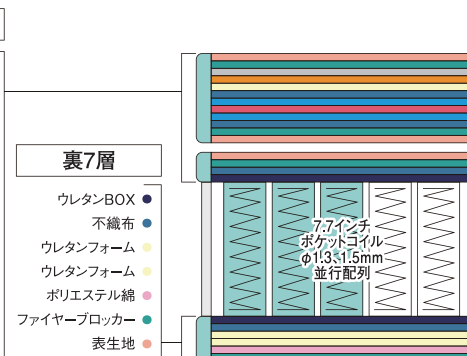 裏7層
ウレタンBOX
不織布
ウレタンフォーム
ウレタンフォーム
ポリエステル綿
ファイヤーブロッカー
表生地
7.7インチ
ポケットコイル
φ1.3、1.5mm
並行配列